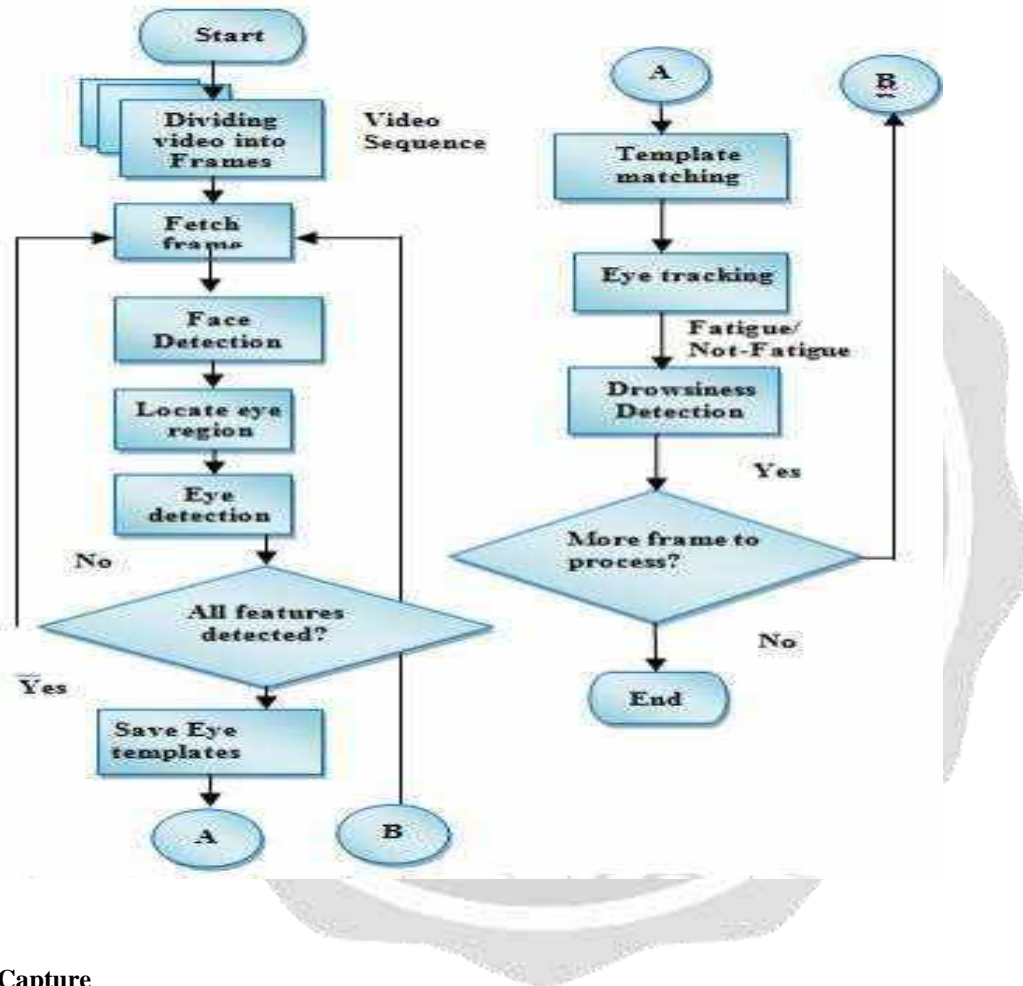 Start
Dividing
video into
Frames
Video
Sequence
Fetch
frame
Face
Detection
Locate eye
region
Eye
detection
No
All features
detected?
Yes
Save Eye
templates
A
B
A
B
Template
matching
Eye tracking
Fatigue/
Not-Fatigue
Drowsiness
Detection
Yes
More frame to
process?
No
End
Capture